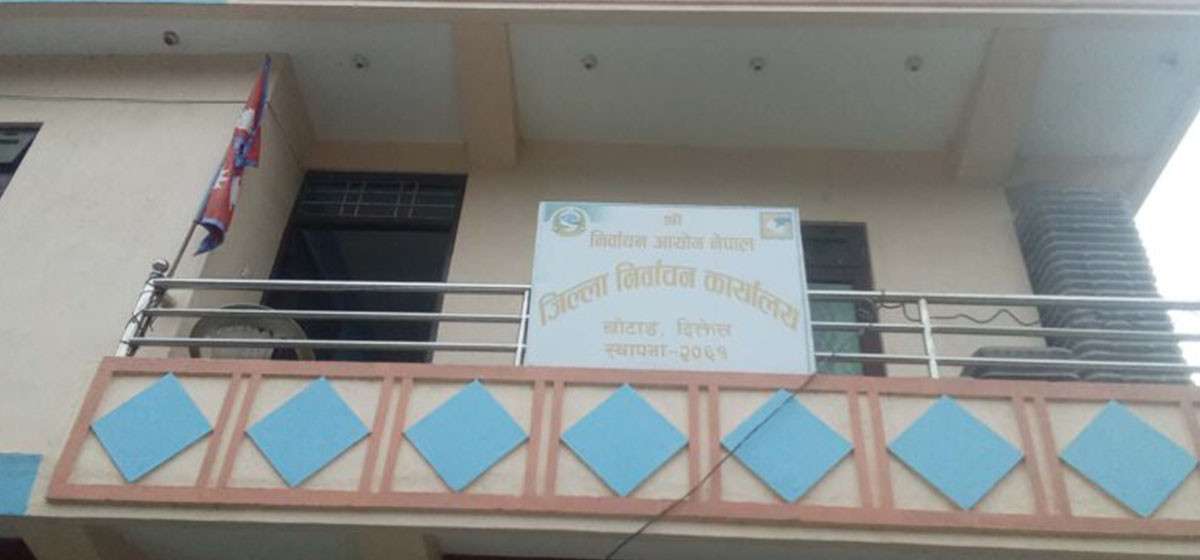 श्री
निर्वाचन आयोग नेपाल
जिल्ला निर्वाचन कार्यालय
खोटाङ, दिक्तेल
स्थापना-२०६१